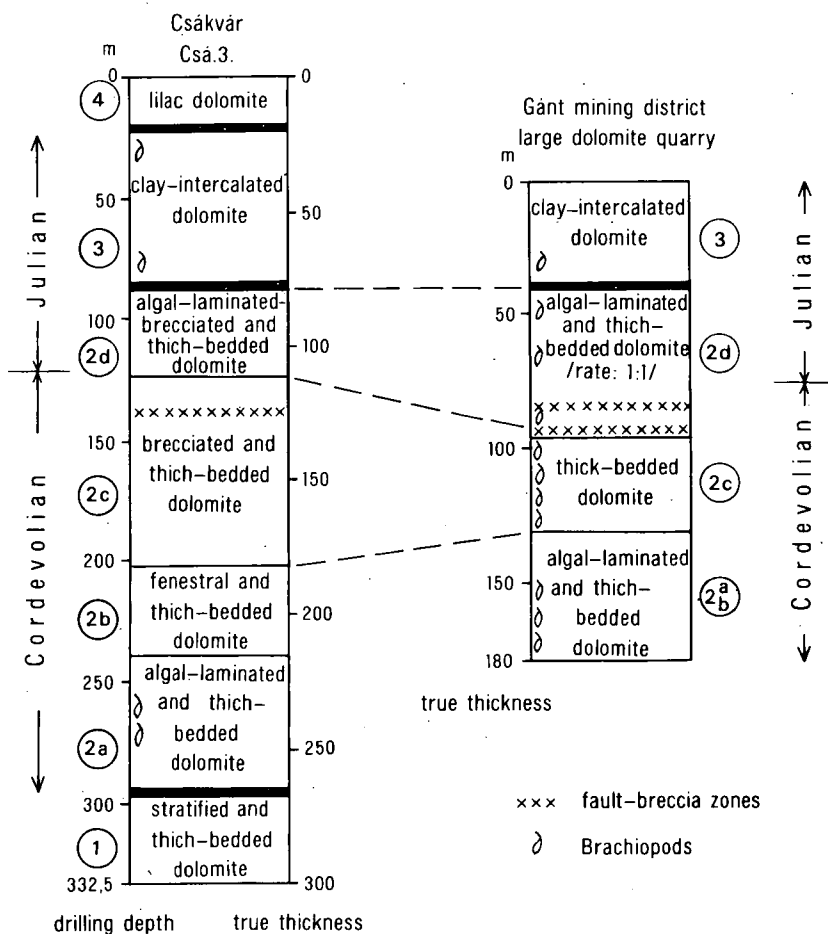 Csákvár
Csá.3.
m
0
0
4
lilac dolomite
Julian
clay-intercalated
dolomite
50
50
3
algal-laminated-
brecciated and
thich-bedded
dolomite
100
100
2d
Cordevolian
150
brecciated and
thich-bedded
dolomite
150
2c
200
fenestral and
thich-bedded
dolomite
200
2b
algal-laminated
and thich-
bedded
dolomite
250
250
2a
300
stratified and
thich-bedded
dolomite
1
332,5
300
drilling depth
true thickness
Gánt mining district
large dolomite quarry
m
0
clay-intercalated
dolomite
3
Julian
50
algal-laminated
and thich-
bedded dolomite
/rate: 1:1/
2d
100
thick-bedded
dolomite
2c
Cordevolian
algal-laminated
and thich-
bedded
dolomite
150
2a
b
180
true thickness
××× fault-breccia zones
Brachiopods